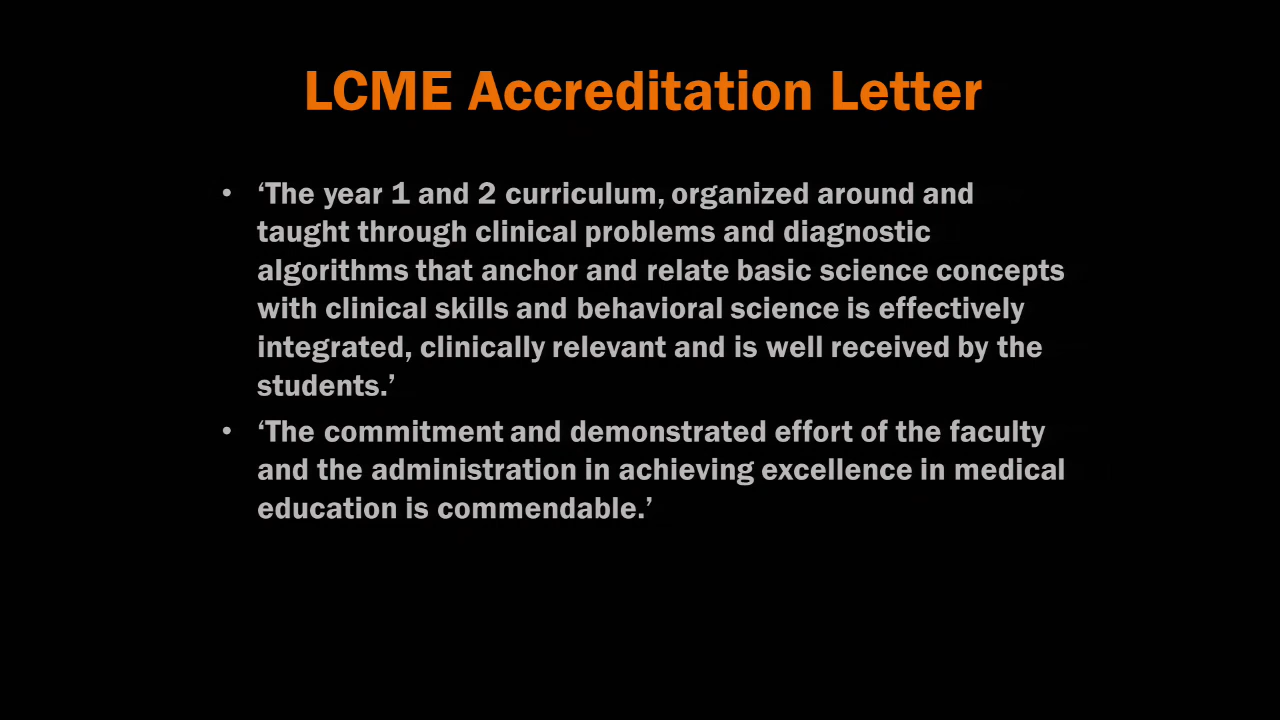 LCME Accreditation Letter
• ‘The year 1 and 2 curriculum, organized around and
taught through clinical problems and diagnostic
algorithms that anchor and relate basic science concepts
with clinical skills and behavioral science is effectively
integrated, clinically relevant and is well received by the
students.’
• ‘The commitment and demonstrated effort of the faculty
and the administration in achieving excellence in medical
education is commendable.’